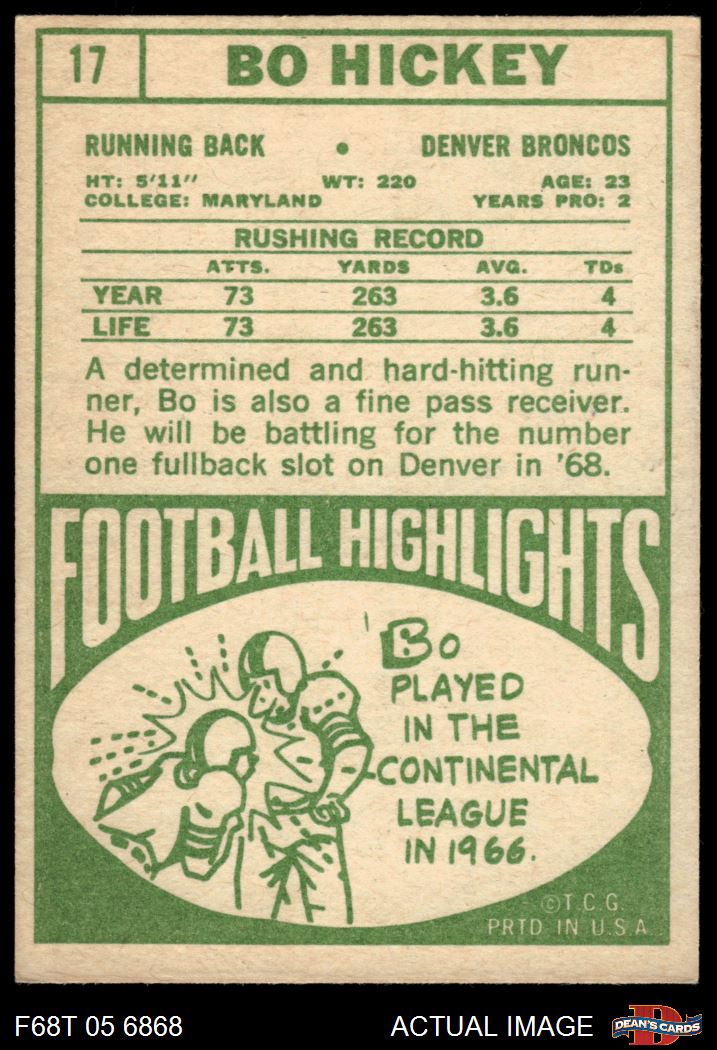 17 BO HICKEY
RUNNING BACK • DENVER BRONCOS
HT: 5'11" WT: 220 AGE: 23
COLLEGE: MARYLAND YEARS PRO: 2
RUSHING RECORD
ATTS. YARDS AVG. TDs
YEAR 73 263 3.6 4
LIFE 73 263 3.6 4
A determined and hard-hitting run-
ner, Bo is also a fine pass receiver.
He will be battling for the number
one fullback slot on Denver in '68.
FOOTBALL HIGHLIGHTS
Bo
PLAYED
IN THE
CONTINENTAL
LEAGUE
IN 1966.
©T.C.G.
PRTD IN U.S.A
F68T 05 6868 ACTUAL IMAGE D DEAN'S CARDS